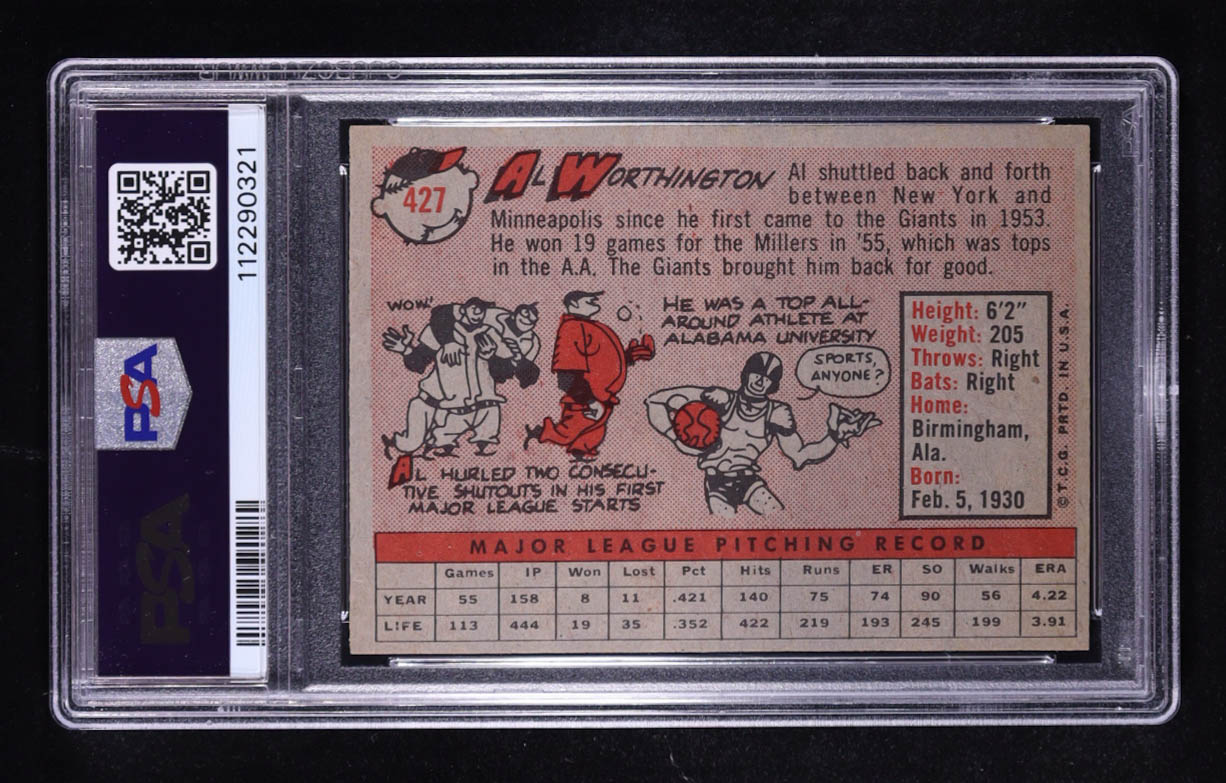 427
AL WORTHINGTON
Al shuttled back and forth
between New York and
Minneapolis since he first came to the Giants in 1953.
He won 19 games for the Millers in '55, which was tops
in the A.A. The Giants brought him back for good.
WOW!
AL HURLED TWO CONSECU-
TIVE SHUTOUTS IN HIS FIRST
MAJOR LEAGUE STARTS
HE WAS A TOP ALL-
AROUND ATHLETE AT
ALABAMA UNIVERSITY
SPORTS,
ANYONE?
Height: 6'2"
Weight: 205
Throws: Right
Bats: Right
Home:
Birmingham,
Ala.
Born:
Feb. 5, 1930
© T.C.G. PRTD. IN U.S.A.
MAJOR LEAGUE PITCHING RECORD
Games IP Won Lost Pct Hits Runs ER SO Walks ERA
YEAR 55 158 8 11 .421 140 75 74 90 56 4.22
LIFE 113 444 19 35 .352 422 219 193 245 199 3.91
112290321
PSA
PSA